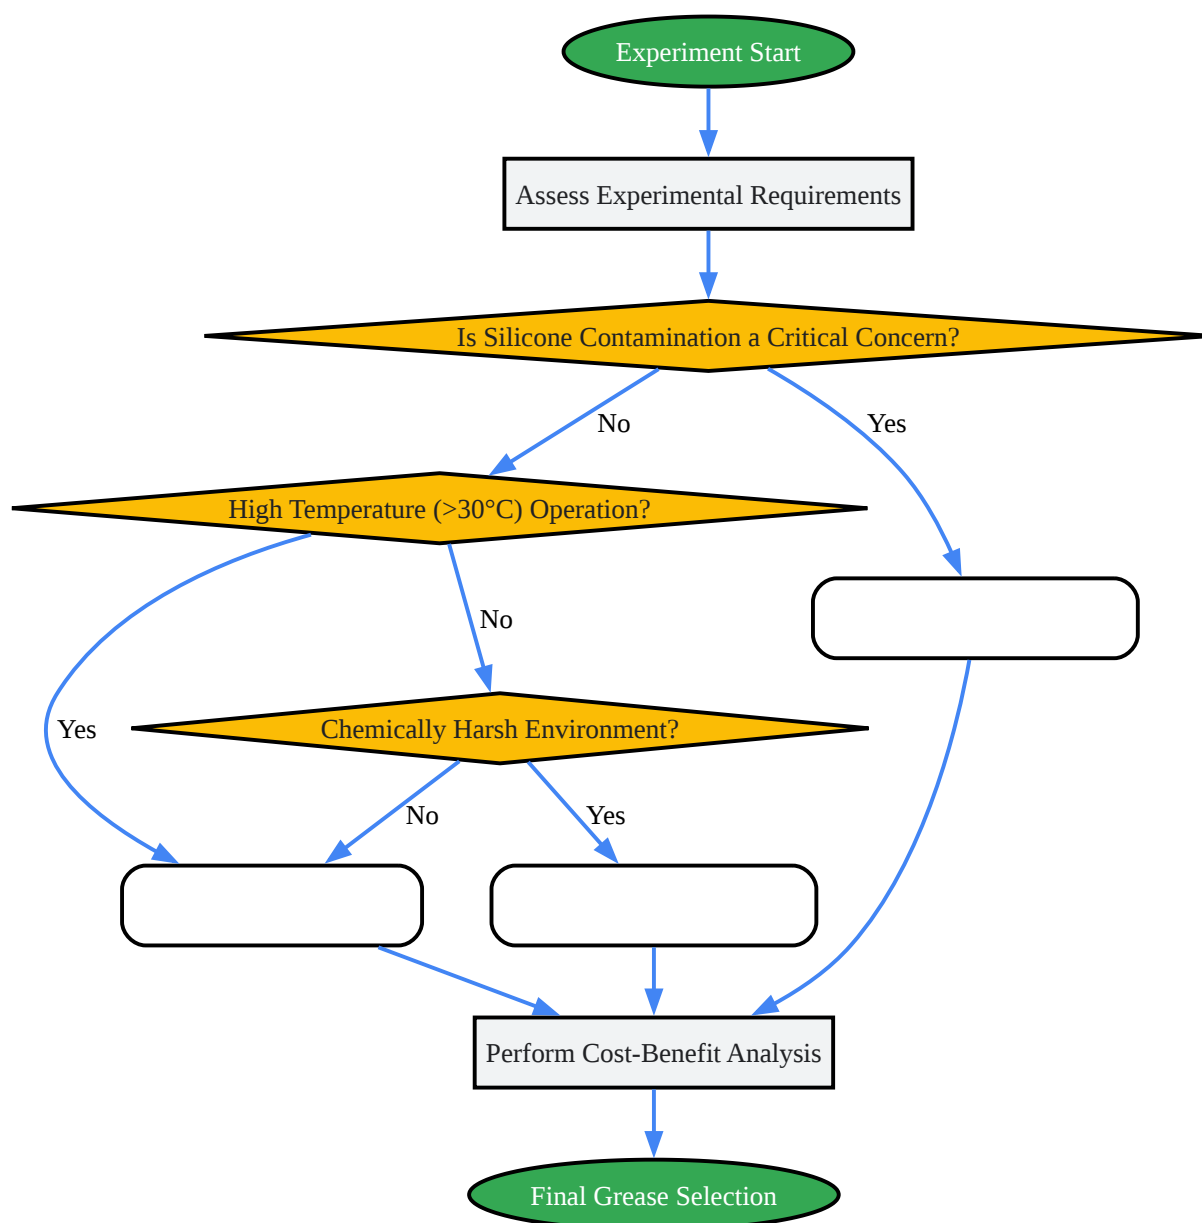 Experiment Start
Assess Experimental Requirements
Is Silicone Contamination a Critical Concern?
No
Yes
High Temperature (>30°C) Operation?
No
Yes
Chemically Harsh Environment?
No
Yes
Perform Cost-Benefit Analysis
Final Grease Selection